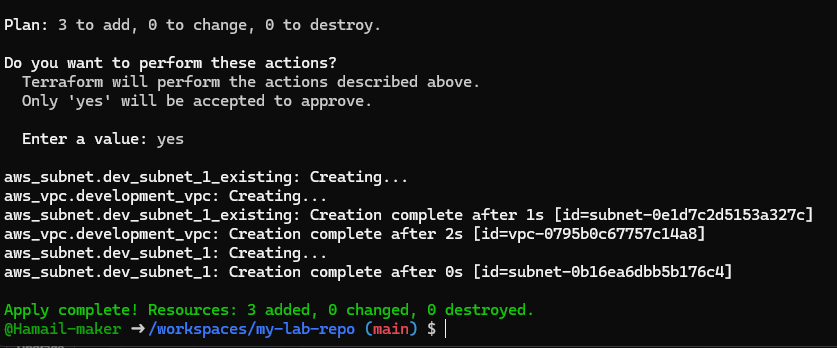 Plan: 3 to add, 0 to change, 0 to destroy.
Do you want to perform these actions?
Terraform will perform the actions described above.
Only 'yes' will be accepted to approve.
Enter a value: yes
aws_subnet.dev_subnet_1_existing: Creating...
aws_vpc.development_vpc: Creating...
aws_subnet.dev_subnet_1_existing: Creation complete after 1s [id=subnet-0e1d7c2d5153a327c]
aws_vpc.development_vpc: Creation complete after 2s [id=vpc-0795b0c67757c14a8]
aws_subnet.dev_subnet_1: Creating...
aws_subnet.dev_subnet_1: Creation complete after 0s [id=subnet-0b16ea6dbb5b176c4]
Apply complete! Resources: 3 added, 0 changed, 0 destroyed.
@Hamail-maker ➜ /workspaces/my-lab-repo (main) $